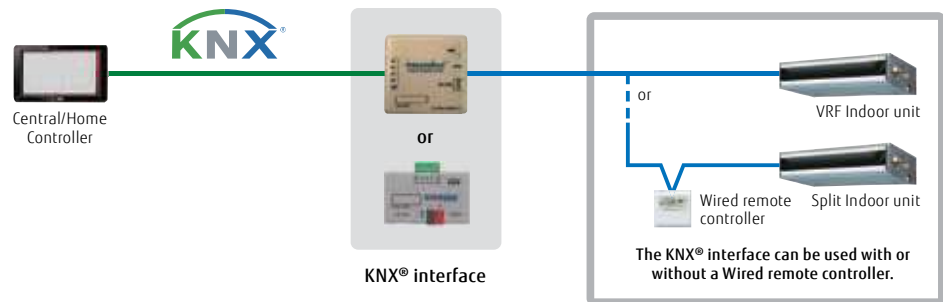 KNX®
Central/Home
Controller
or
KNX® interface
or
VRF Indoor unit
Wired remote
controller
Split Indoor unit
The KNX® interface can be used with or
without a Wired remote controller.